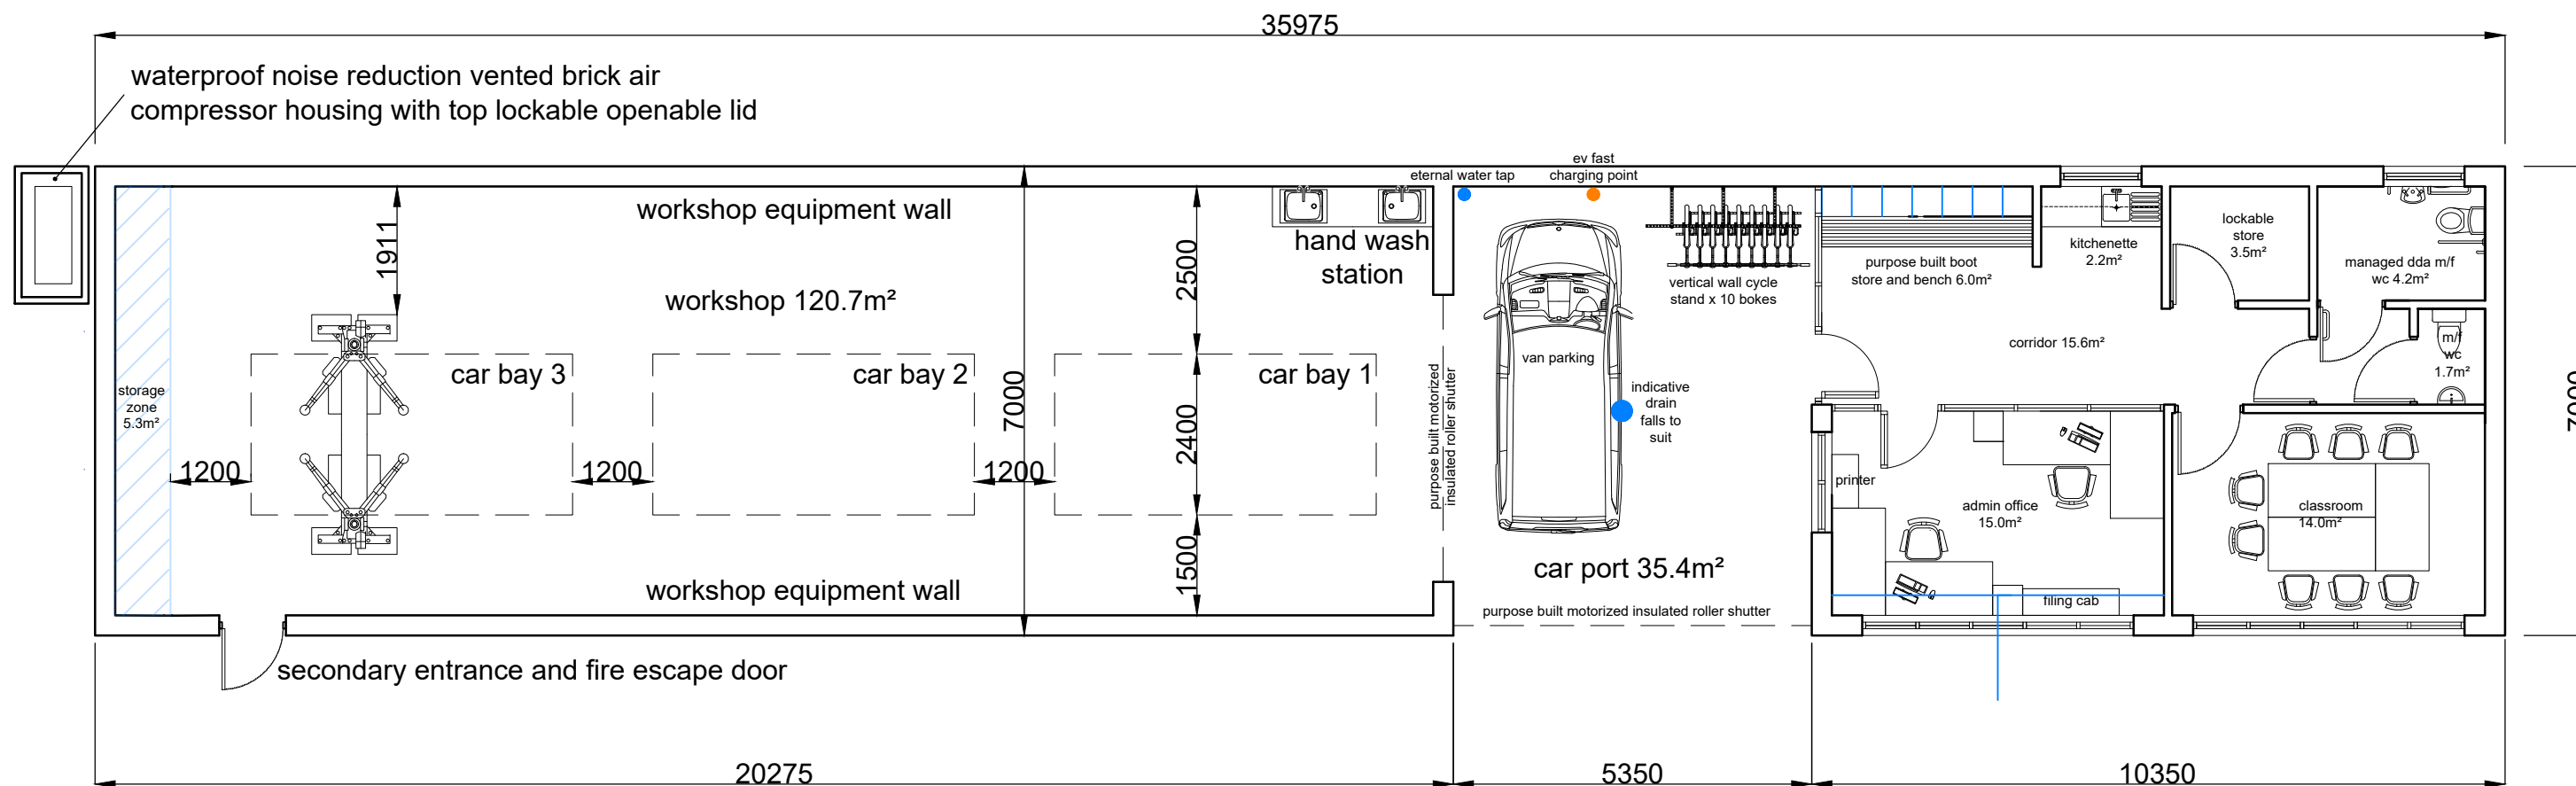 35975
waterproof noise reduction vented brick air
compressor housing with top lockable openable lid
ev fast
charging point
eternal water tap
workshop equipment wall
1911
hand wash
station
2500
workshop 120.7m²
vertical wall cycle
stand x 10 bokes
purpose built boot
store and bench 6.0m²
kitchenette
2.2m²
lockable
store
3.5m²
managed dda m/f
wc 4.2m²
m/f
wc
1.7m²
corridor 15.6m²
van parking
car bay 3
car bay 2
car bay 1
7000
7000
2400
storage
zone
5.3m²
1200
1200
1200
purpose built motorized
insulated roller shutter
indicative
drain
falls to
suit
printer
admin office
15.0m²
classroom
14.0m²
1500
car port 35.4m²
workshop equipment wall
filing cab
purpose built motorized insulated roller shutter
secondary entrance and fire escape door
20275
5350
10350